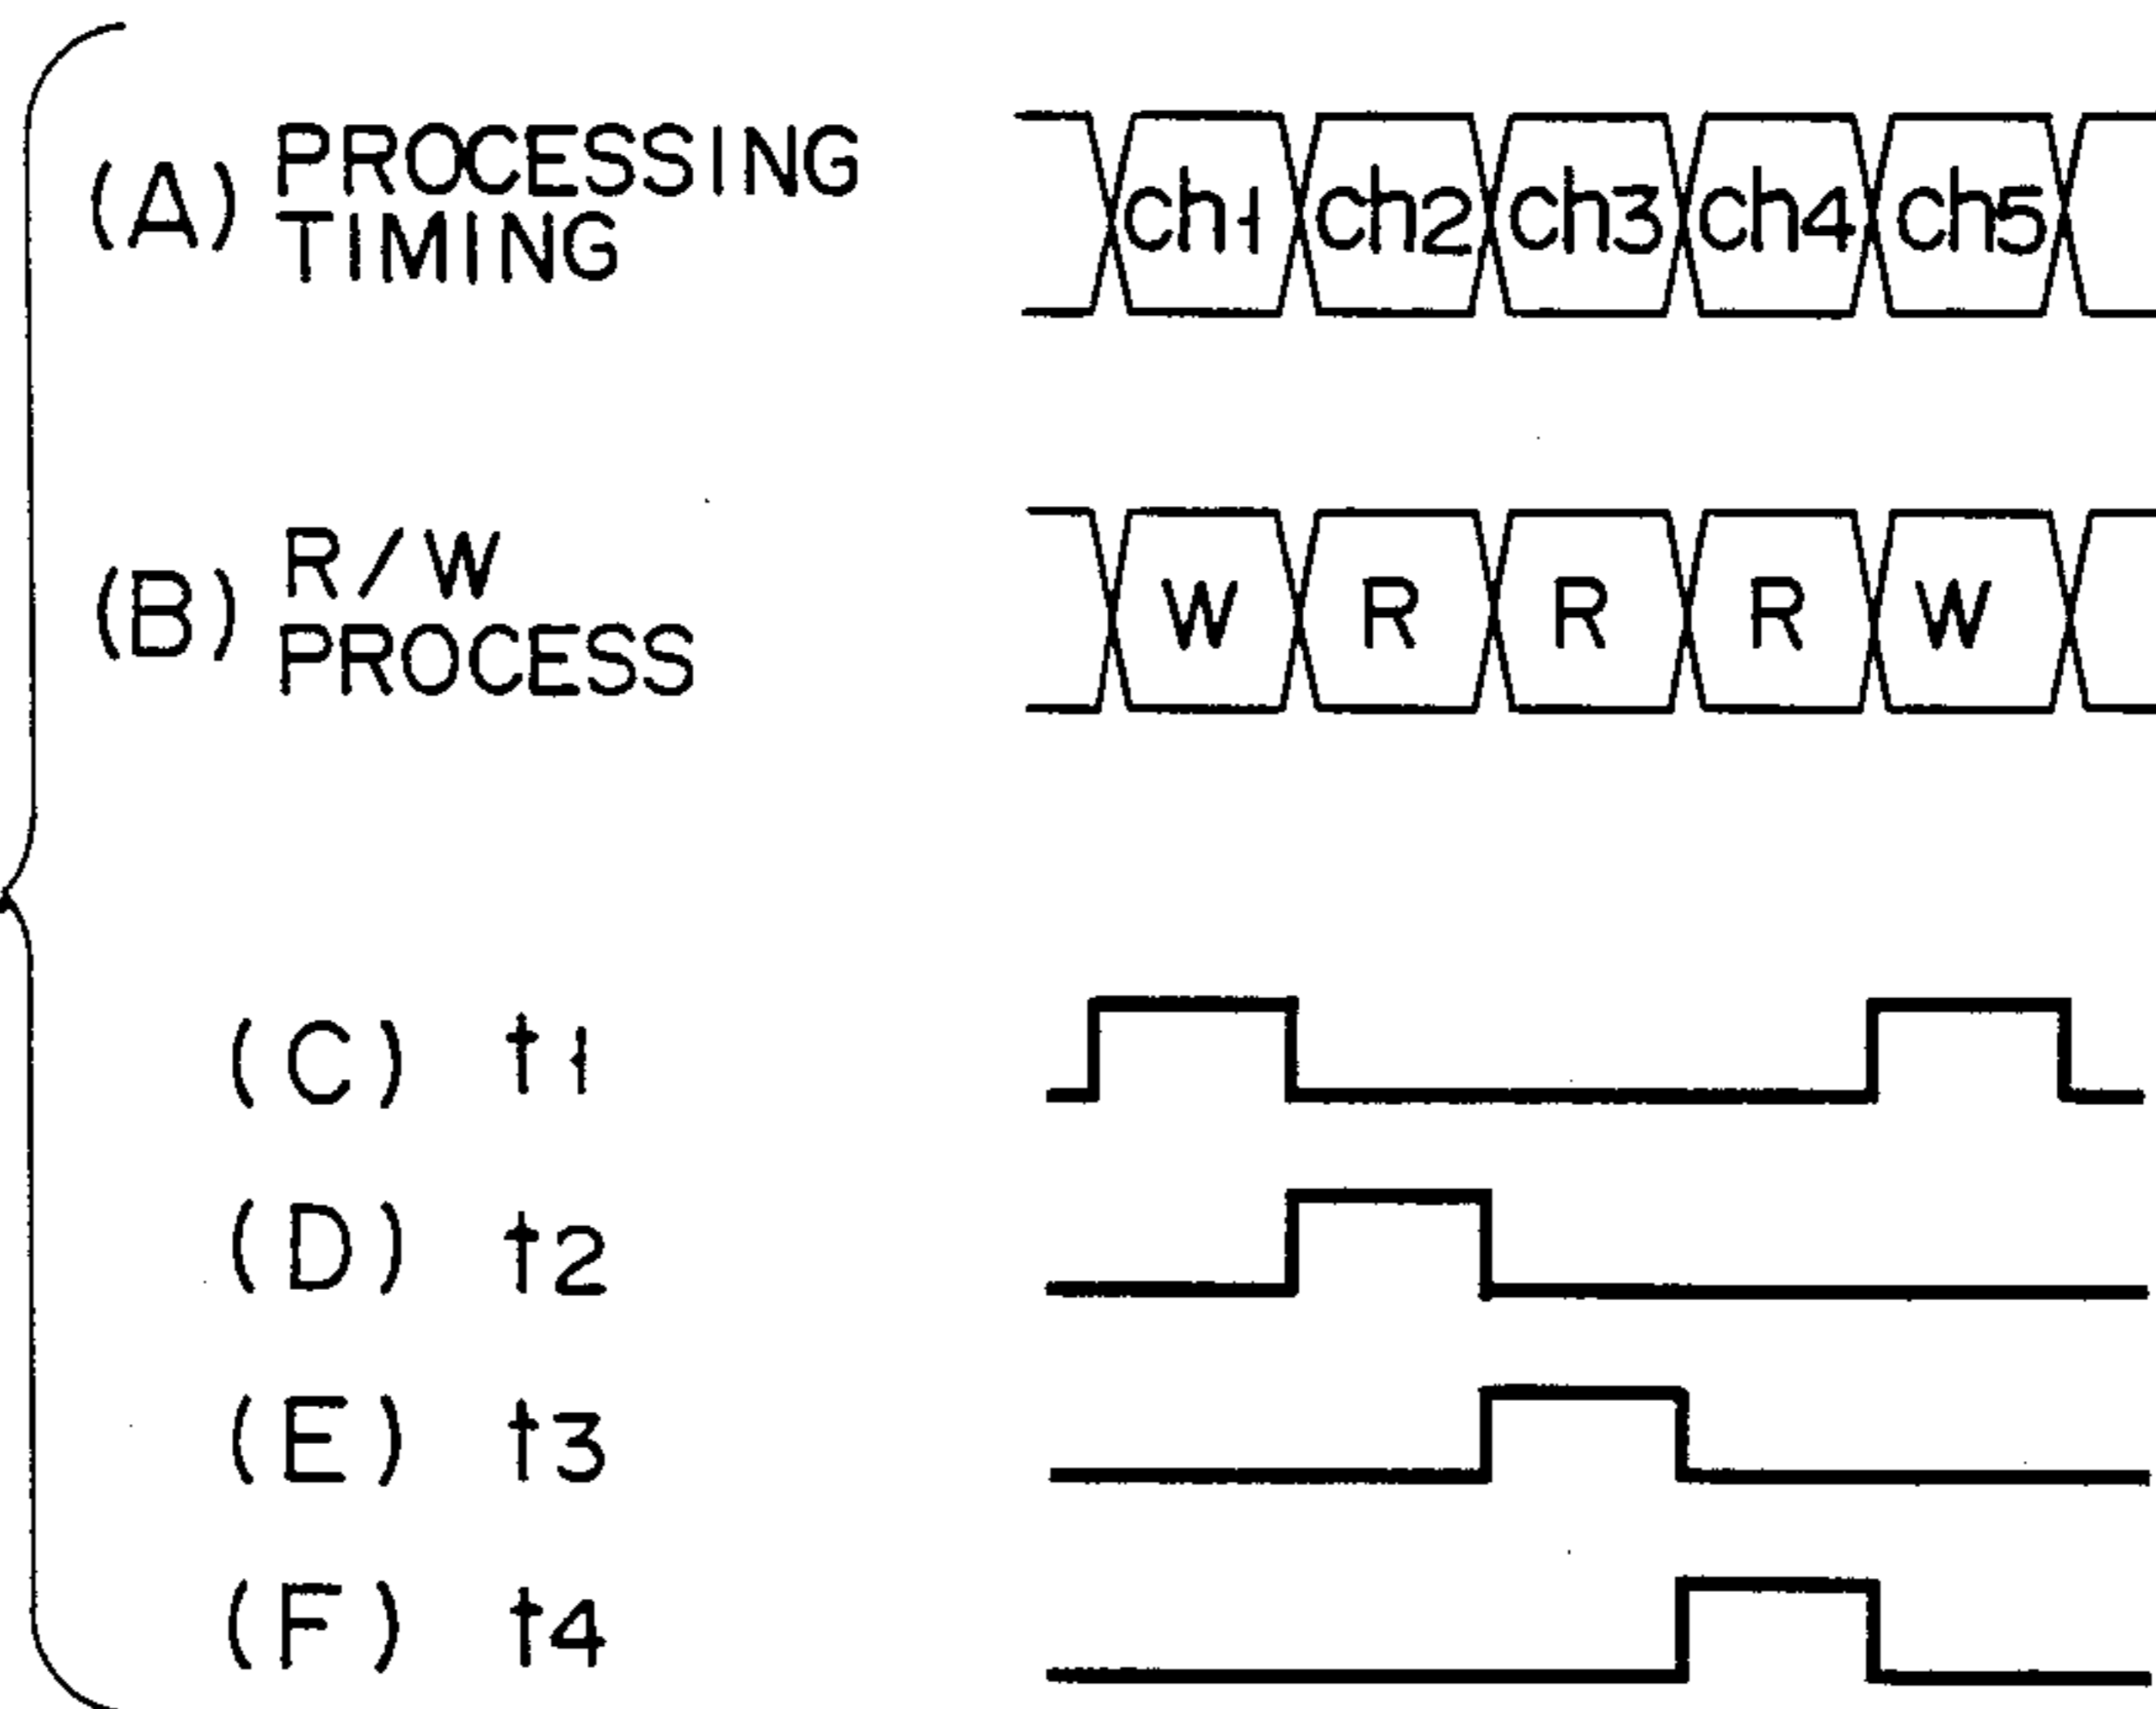 (A) PROCESSING TIMING ch1 ch2 ch3 ch4 ch5
(B) R/W PROCESS W R R R W
(C) t1
(D) t2
(E) t3
(F) t4